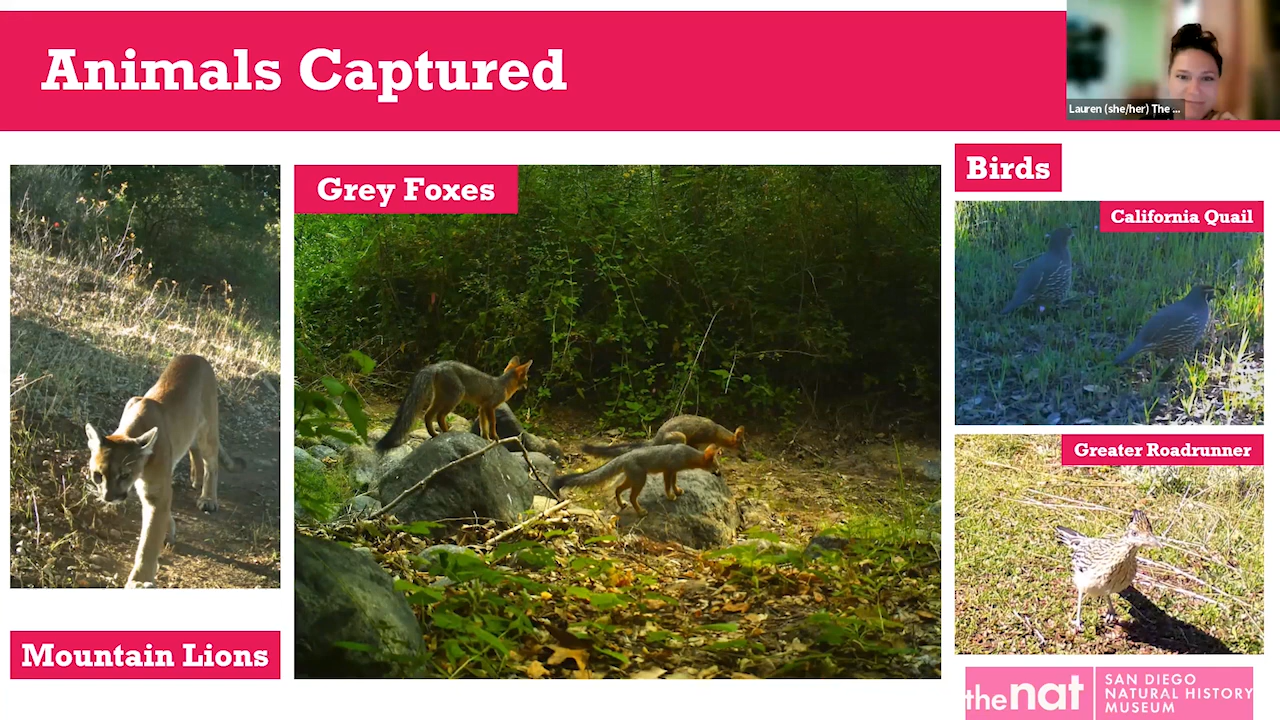 Animals Captured
Lauren (she/her) The ...
Grey Foxes
Birds
California Quail
Greater Roadrunner
Mountain Lions
the nat
SAN DIEGO
NATURAL HISTORY
MUSEUM